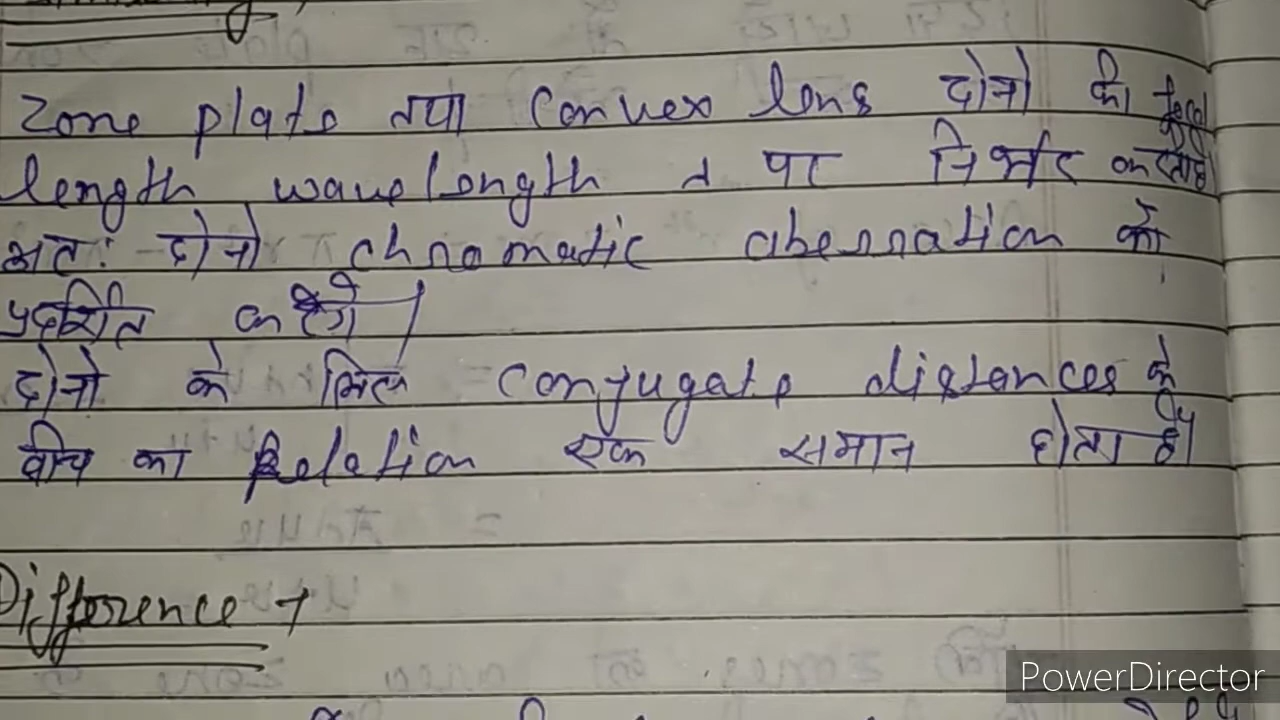 Zone plate तथा Convex lens दोनो की focal
length wavelength λ पर निर्भर करती है
अतः दोनो chromatic aberration को
प्रदर्शित करेंगे।
दोनो के लिए Conjugate distances के
बीच का Relation एक समान होता है।
Difference →
PowerDirector